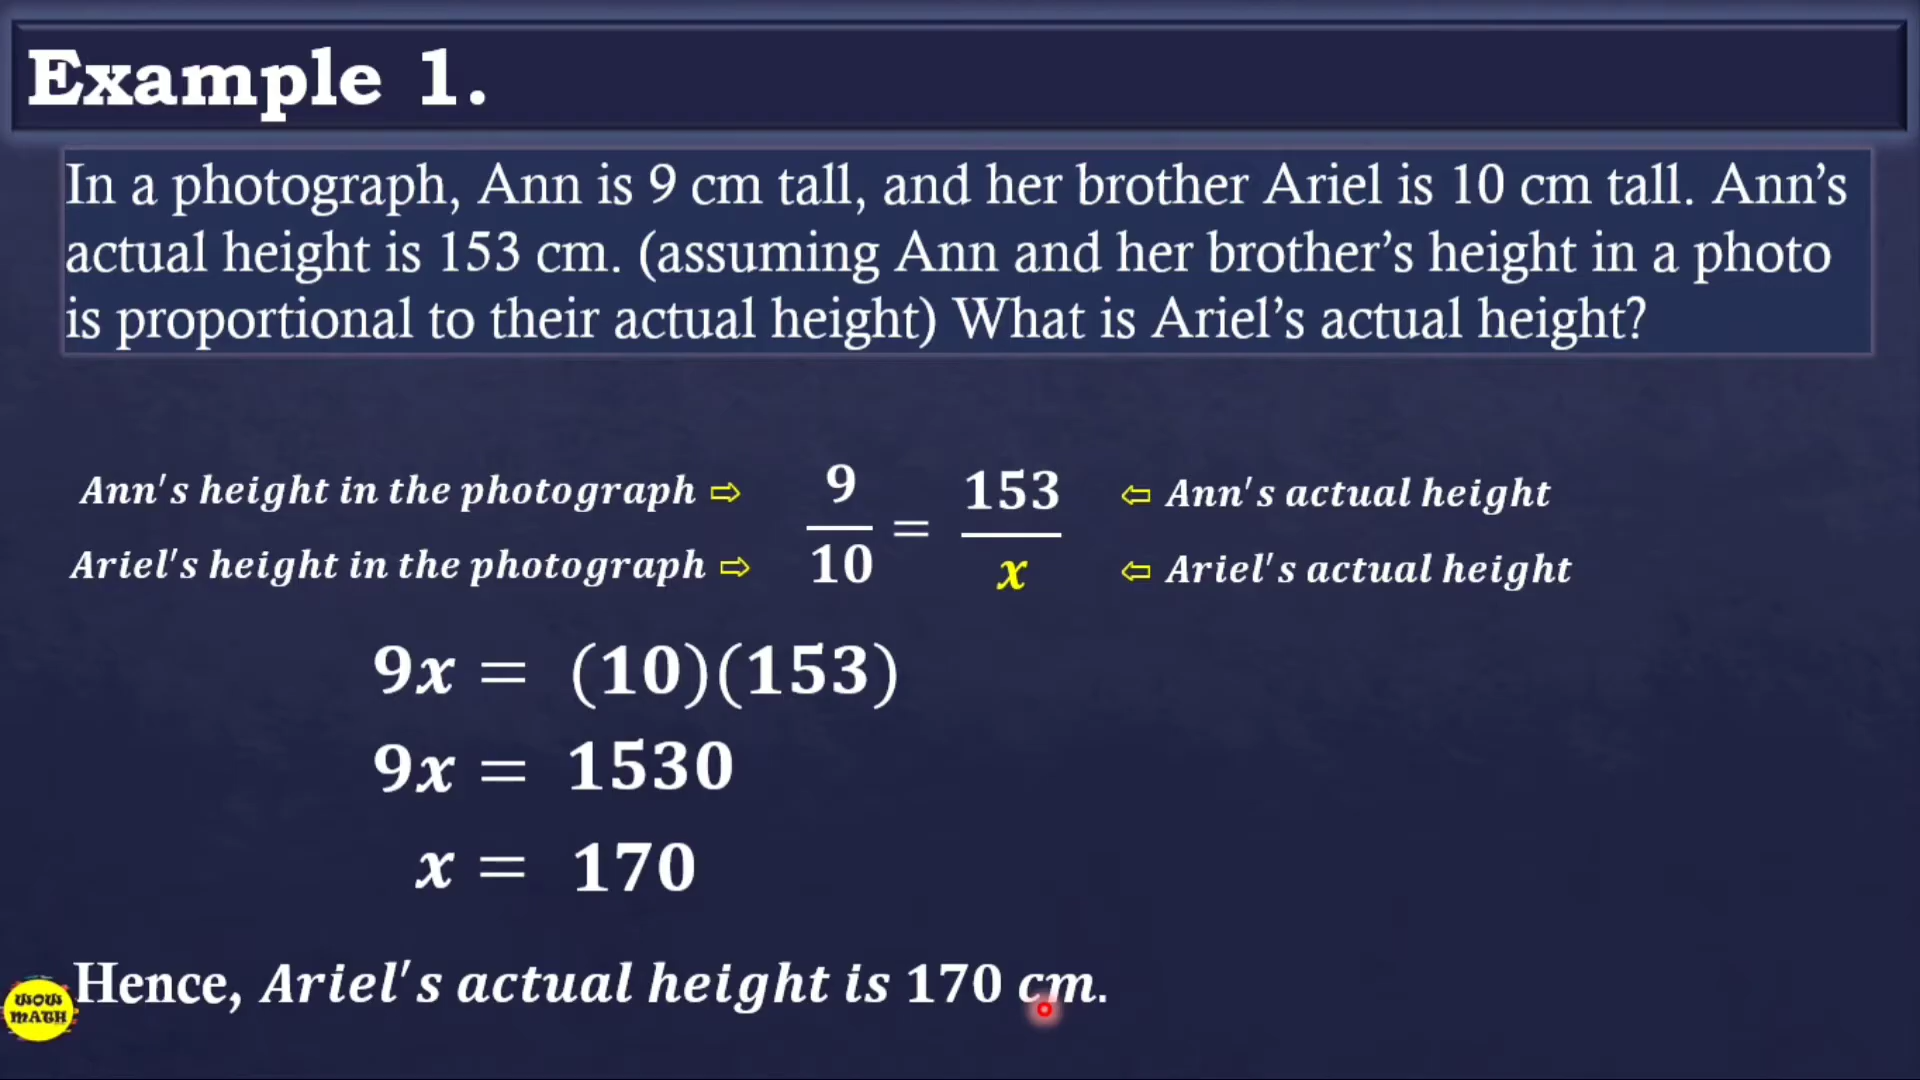 Example 1.
In a photograph, Ann is 9 cm tall, and her brother Ariel is 10 cm tall. Ann’s
actual height is 153 cm. (assuming Ann and her brother’s height in a photo
is proportional to their actual height) What is Ariel’s actual height?
Ann's height in the photograph ⇨ 9 153 ⇦ Ann's actual height
=
Ariel's height in the photograph ⇨ 10 x ⇦ Ariel's actual height
9x = (10)(153)
9x = 1530
x = 170
Hence, Ariel's actual height is 170 cm.
WOW
MATH